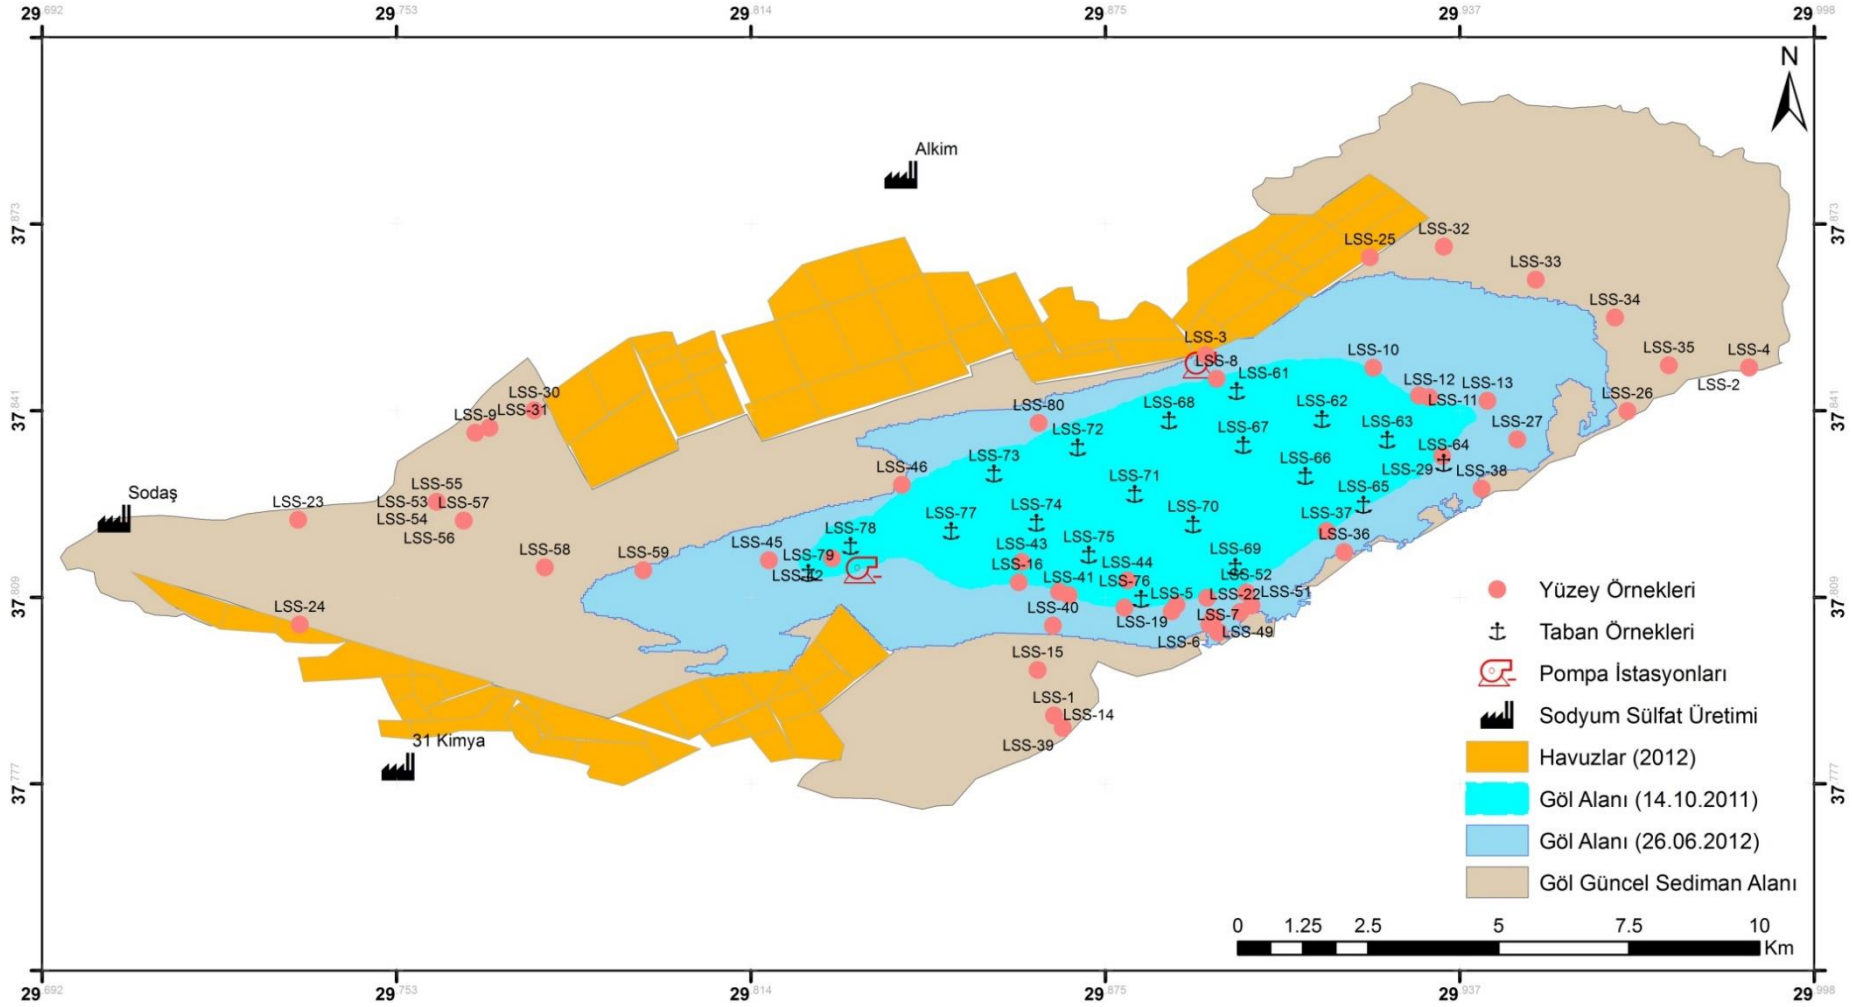 29.692 29.753 29.814 29.875 29.937 29.998
N
Alkim
37.873 37.873
LSS-32
LSS-25
LSS-33
LSS-34
LSS-3
LSS-8
LSS-10
LSS-35
LSS-4
LSS-61
LSS-12
LSS-13
LSS-2
LSS-30
LSS-9
LSS-31
LSS-11
LSS-26
37.841 37.841
LSS-80
LSS-68
LSS-62
LSS-72
LSS-67
LSS-63
LSS-27
LSS-64
LSS-46
LSS-73
LSS-66
LSS-29
LSS-38
LSS-55
LSS-71
LSS-65
Sodaş
LSS-23
LSS-53
LSS-57
LSS-54
LSS-74
LSS-70
LSS-77
LSS-37
LSS-56
LSS-78
LSS-75
LSS-36
LSS-58
LSS-59
LSS-45
LSS-79
LSS-43
LSS-44
LSS-69
LSS-16
LSS-41
LSS-76
LSS-52
LSS-5
LSS-22
LSS-51
37.809 37.809
LSS-24
LSS-40
LSS-19
LSS-7
LSS-6
LSS-49
LSS-15
LSS-1
LSS-14
LSS-39
31 Kimya
37.777 37.777
Yüzey Örnekleri
Taban Örnekleri
Pompa İstasyonları
Sodyum Sülfat Üretimi
Havuzlar (2012)
Göl Alanı (14.10.2011)
Göl Alanı (26.06.2012)
Göl Güncel Sediman Alanı
0 1.25 2.5 5 7.5 10
Km
29.692 29.753 29.814 29.875 29.937 29.998